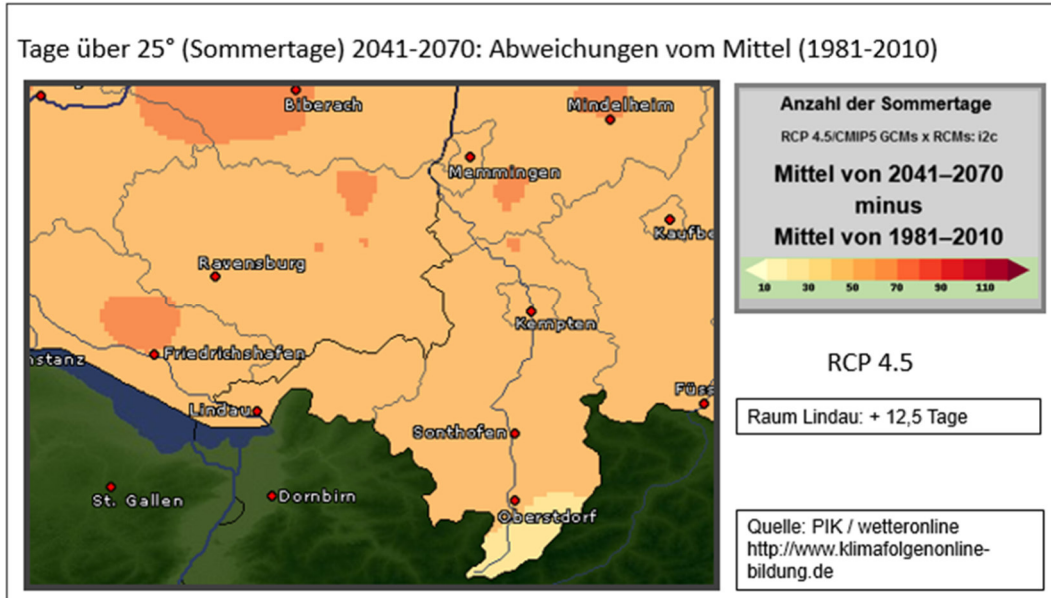 Tage über 25° (Sommertage) 2041-2070: Abweichungen vom Mittel (1981-2010)
Biberach
Mindelheim
Memmingen
Kaufbe
Ravensburg
Kempten
nstanz
Friedrichshafen
Lindau
Füss
Sonthofen
St. Gallen
Dornbirn
Oberstdorf
Anzahl der Sommertage
RCP 4.5/CMIP5 GCMs x RCMs: i2c
Mittel von 2041–2070
minus
Mittel von 1981–2010
10 30 50 70 90 110
RCP 4.5
Raum Lindau: + 12,5 Tage
Quelle: PIK / wetteronline
http://www.klimafolgenonline-
bildung.de